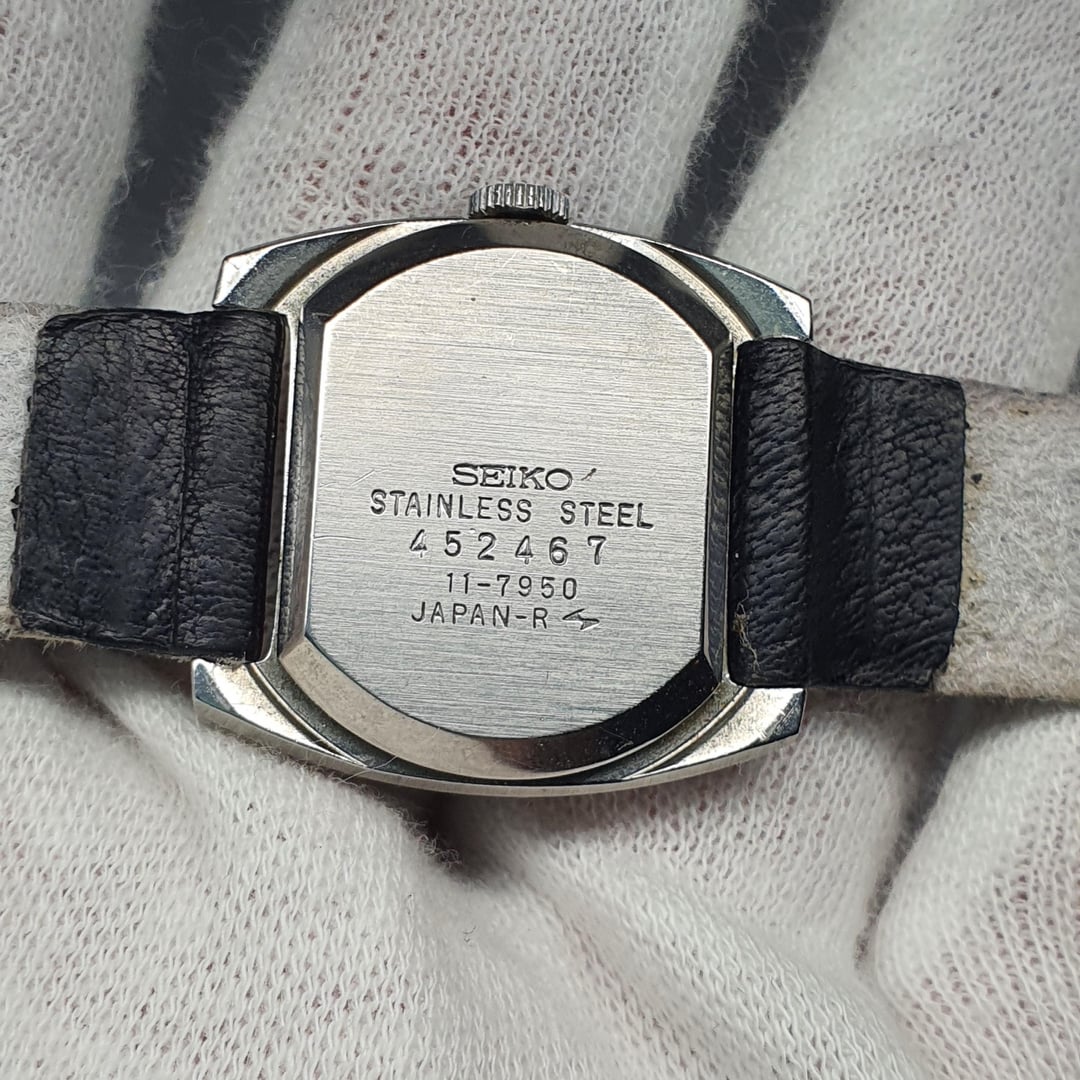 SEIKO
STAINLESS STEEL
452467
11-7950
JAPAN-R